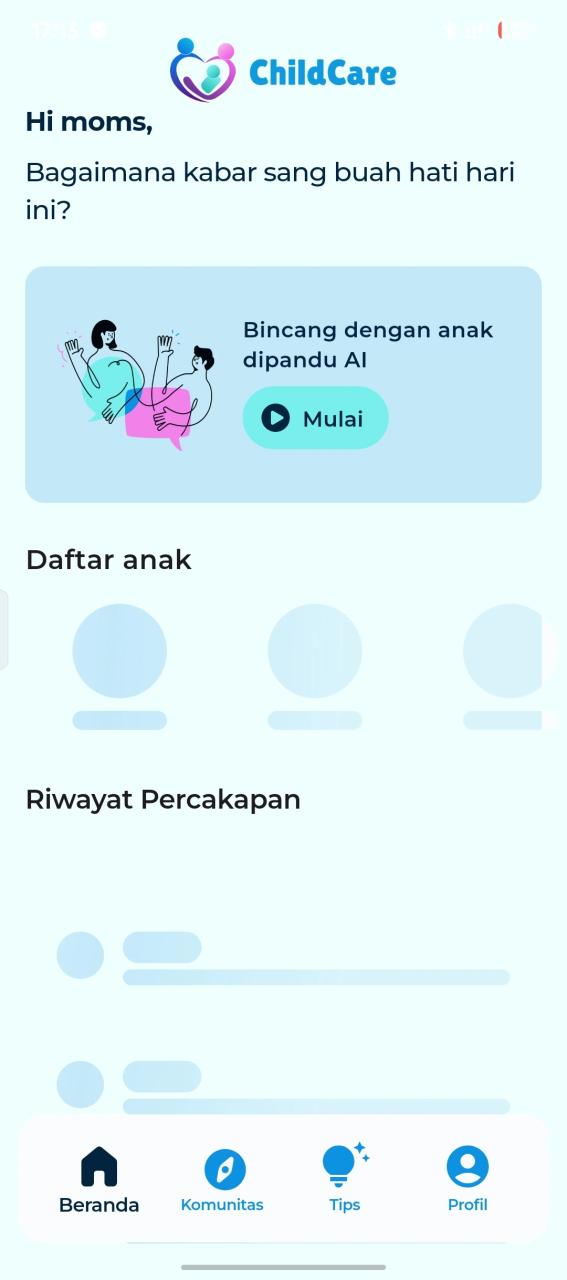 ChildCare
Hi moms,
Bagaimana kabar sang buah hati hari
ini?
Bincang dengan anak
dipandu AI
Mulai
Daftar anak
Riwayat Percakapan
Beranda
Komunitas
Tips
Profil